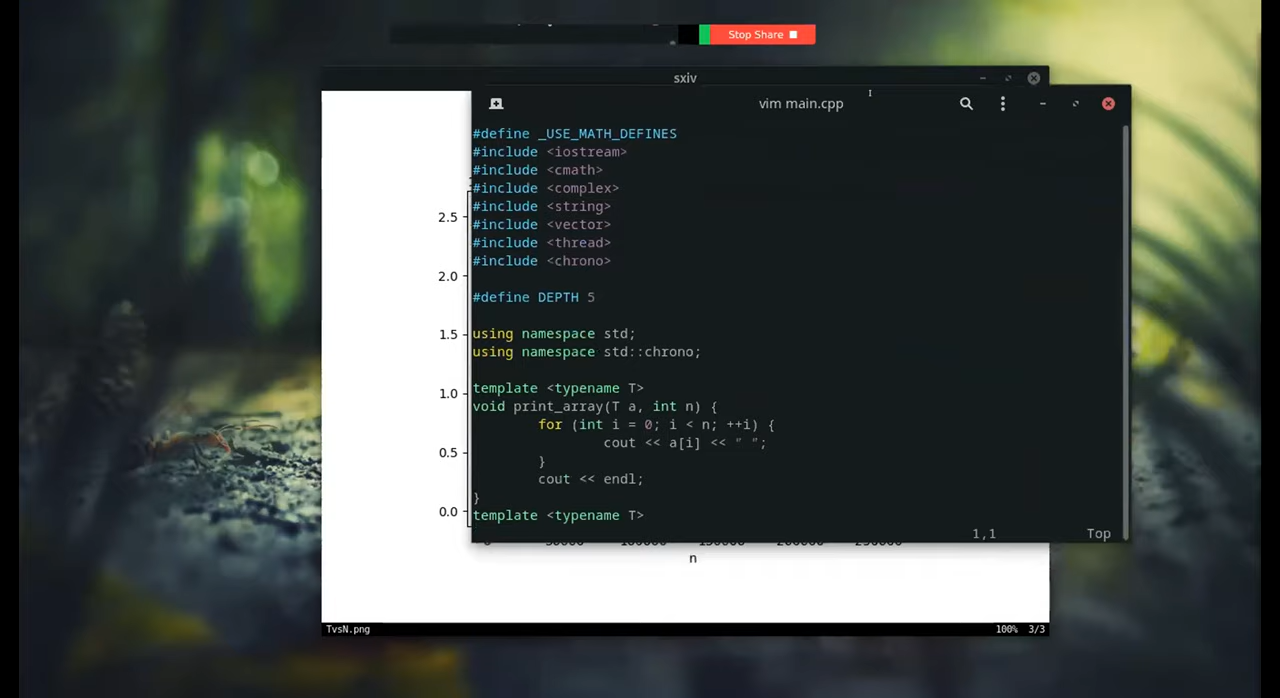 Stop Share
sxiv
vim main.cpp
#define _USE_MATH_DEFINES
#include <iostream>
#include <cmath>
#include <complex>
#include <string>
#include <vector>
#include <thread>
#include <chrono>
#define DEPTH 5
using namespace std;
using namespace std::chrono;
template <typename T>
void print_array(T a, int n) {
for (int i = 0; i < n; ++i) {
cout << a[i] << " ";
}
cout << endl;
}
template <typename T>
1,1 Top
2.5
2.0
1.5
1.0
0.5
0.0
n
TvsN.png
100% 3/3